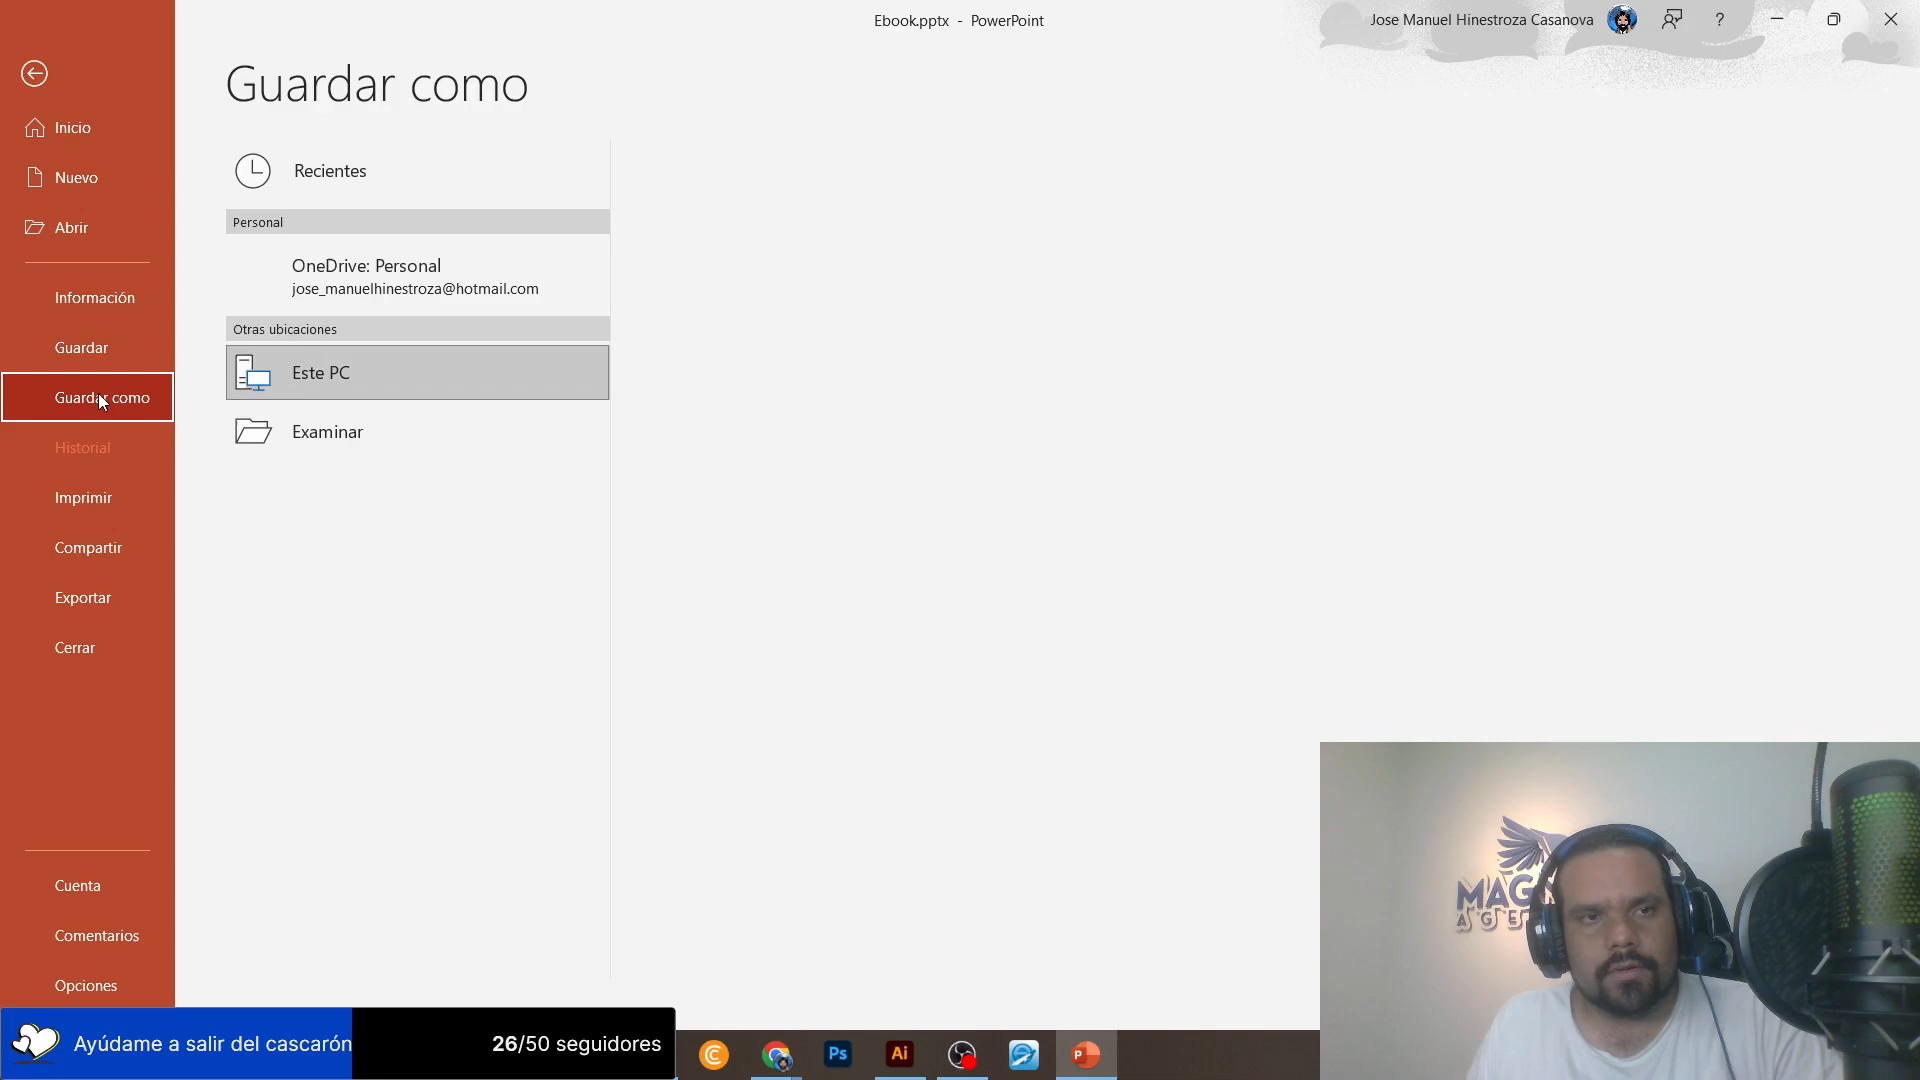 Ebook.pptx - PowerPoint
Jose Manuel Hinestroza Casanova
?
Guardar como
Inicio
Nuevo
Abrir
Información
Guardar
Guardar como
Historial
Imprimir
Compartir
Exportar
Cerrar
Cuenta
Comentarios
Opciones
Recientes
Personal
OneDrive: Personal
jose_manuelhinestroza@hotmail.com
Otras ubicaciones
Este PC
Examinar
Ayúdame a salir del cascarón
26/50 seguidores
Ps
Ai
P